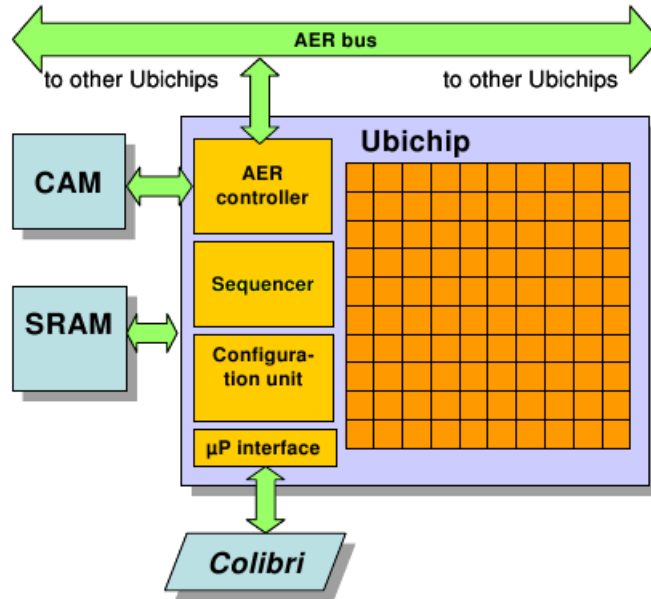 AER bus
to other Ubichips
to other Ubichips
Ubichip
CAM
AER
controller
Sequencer
SRAM
Configura-
tion unit
µP interface
Colibri